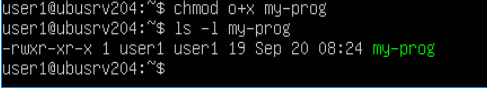 user1@ubusrv204:~$ chmod o+x my-prog
user1@ubusrv204:~$ ls -l my-prog
-rwxr-xr-x 1 user1 user1 19 Sep 20 08:24 my-prog
user1@ubusrv204:~$